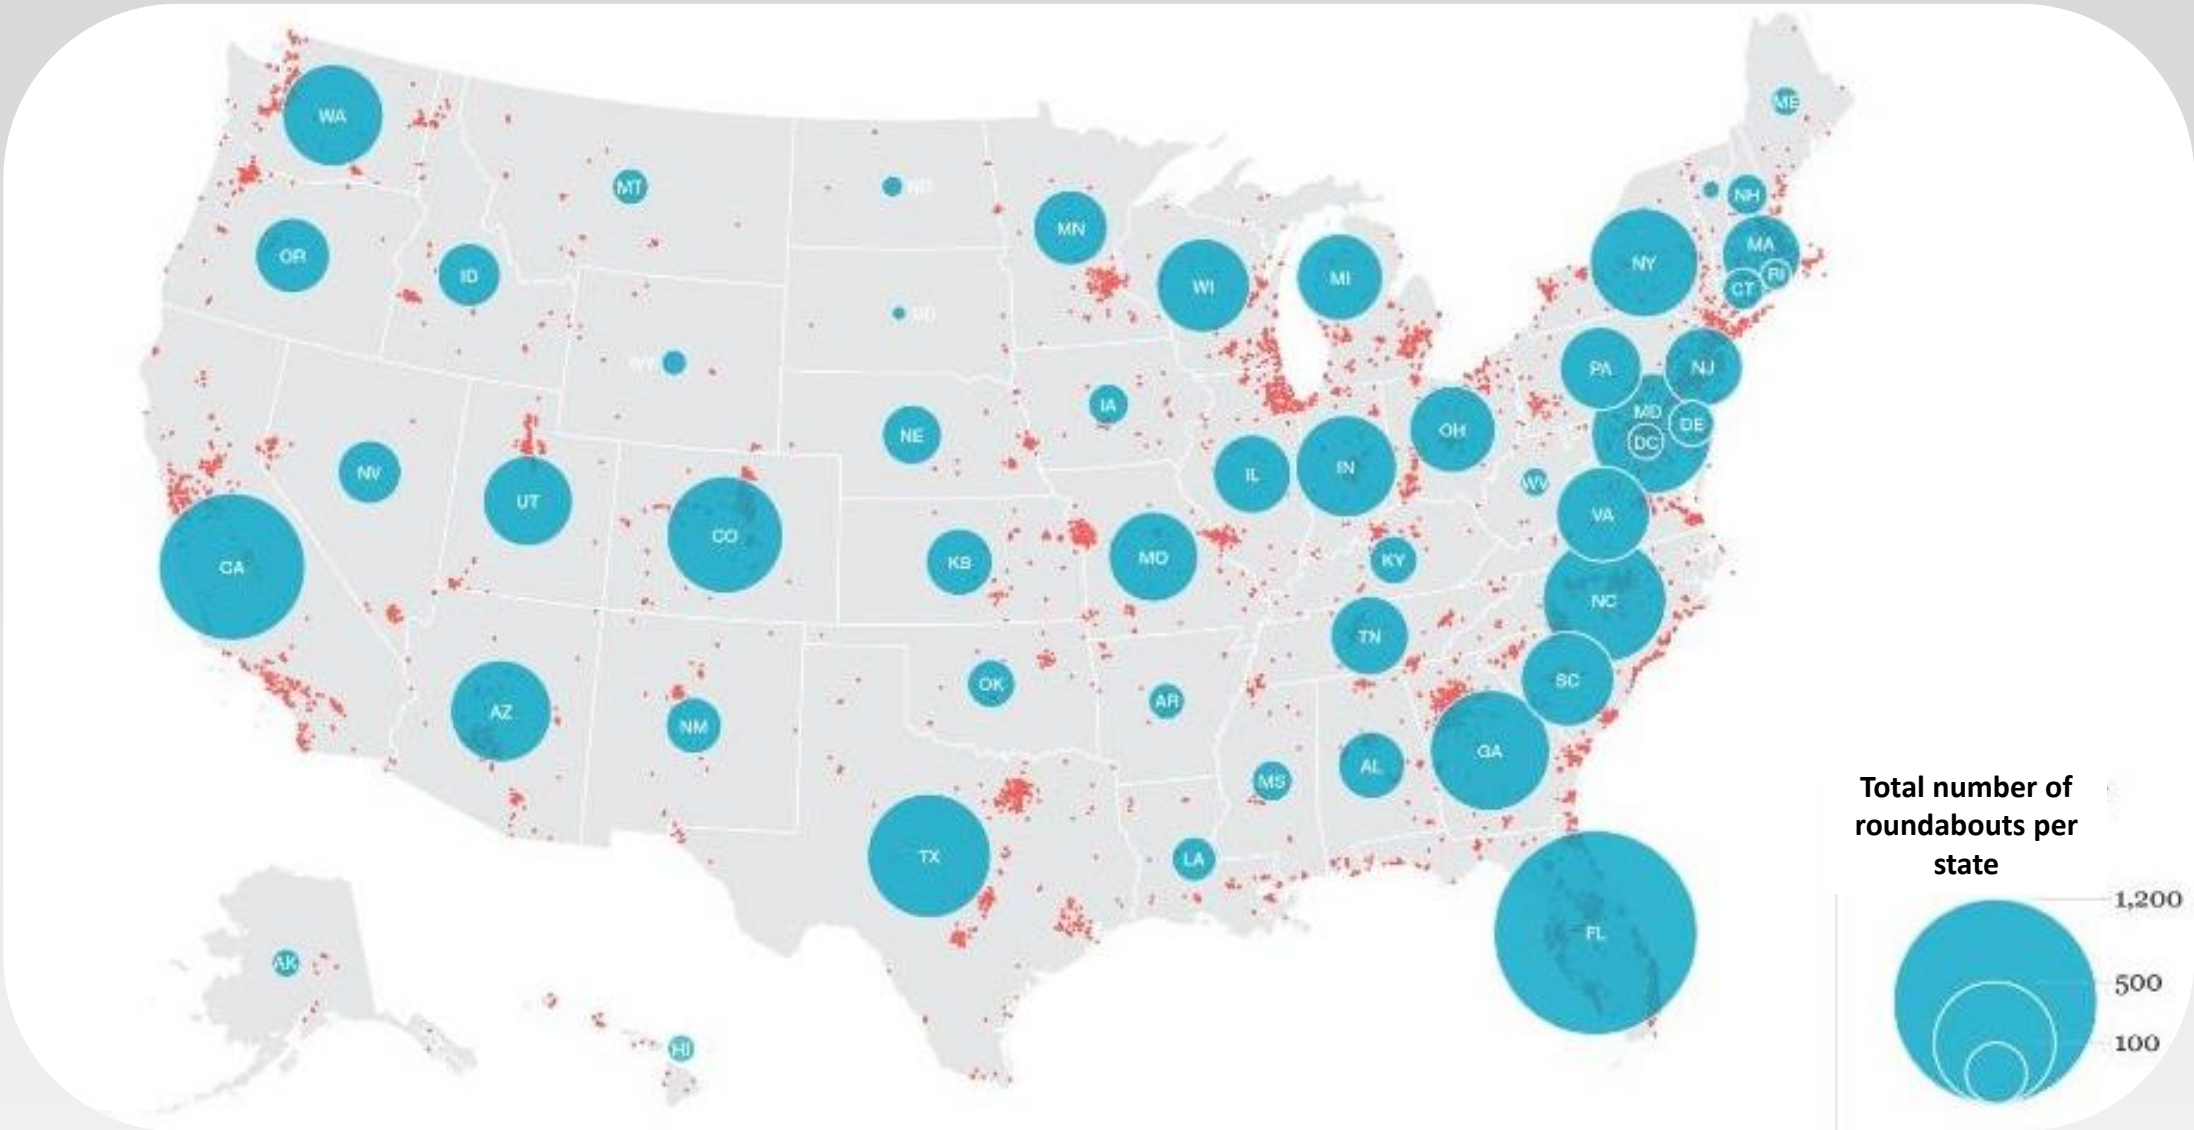 WA
ME
MT
ND
NH
MN
OR
ID
NY
MA
WI
MI
RI
CT
SD
WY
PA
NJ
IA
NE
MD
DE
OH
DC
NV
UT
IL
IN
WV
VA
CO
CA
KS
MO
KY
NC
TN
OK
AR
SC
AZ
NM
AL
GA
MS
TX
LA
FL
AK
HI
Total number of
roundabouts per
state
1,200
500
100